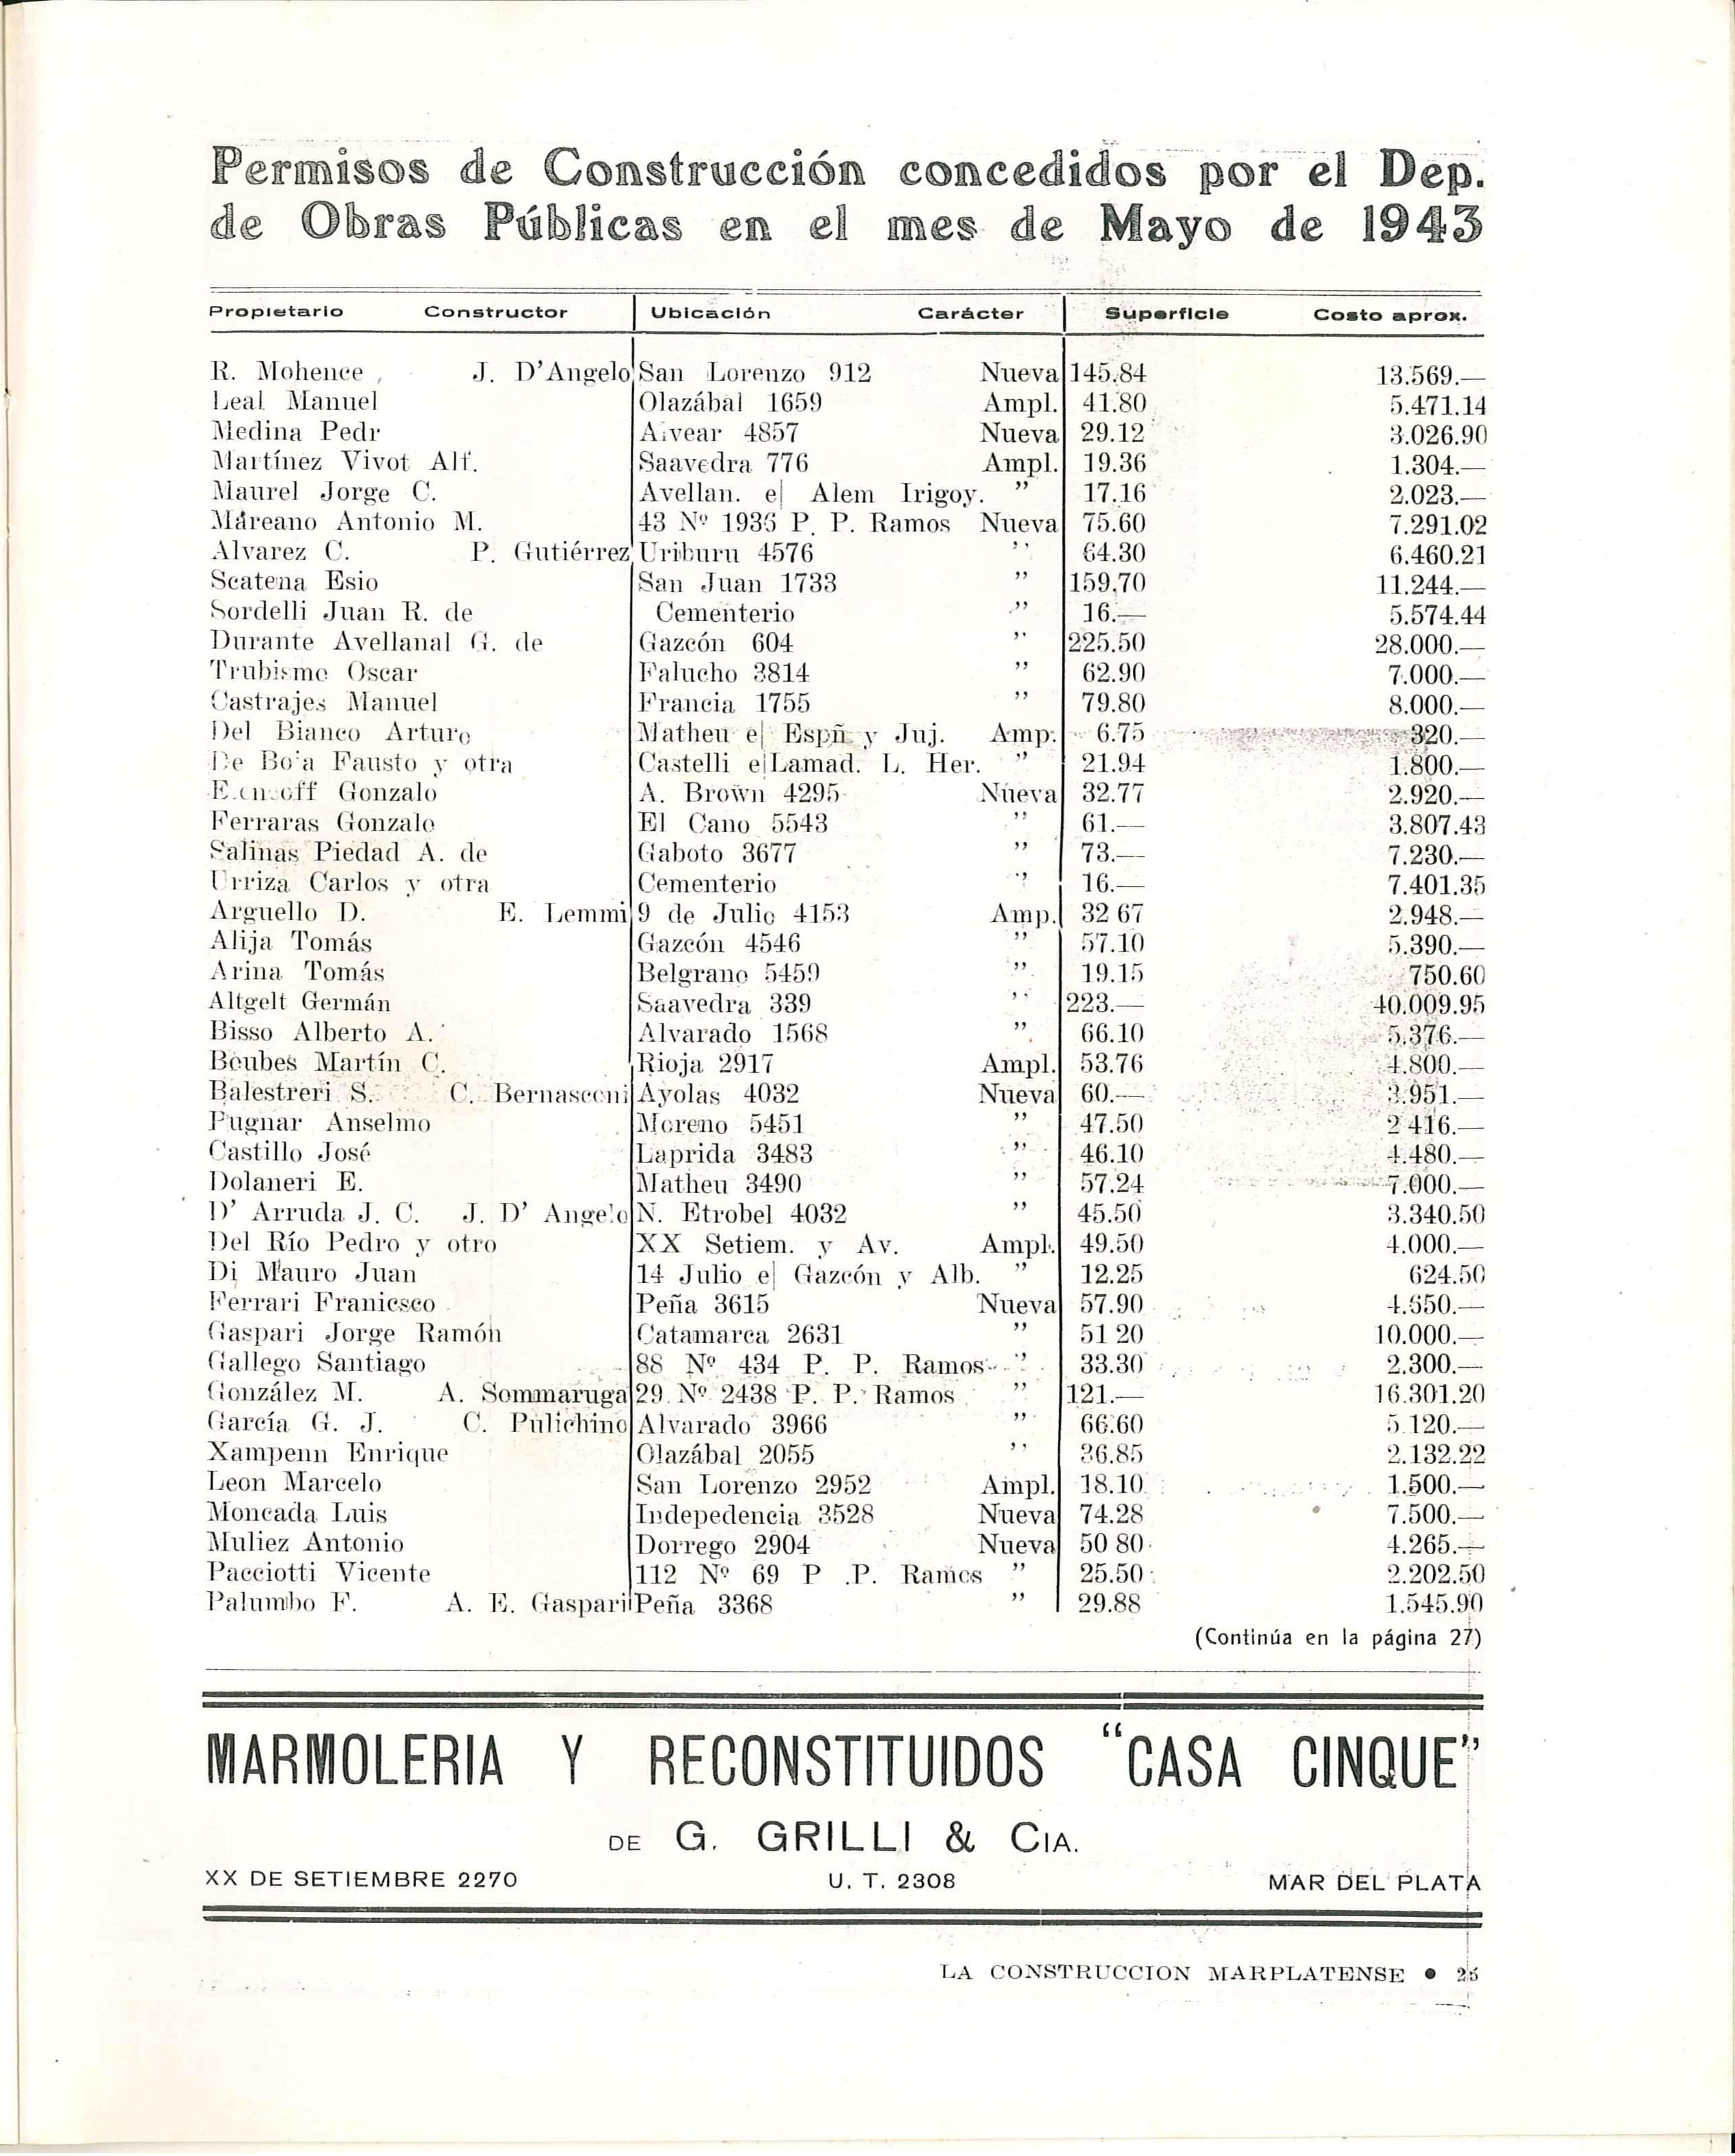 Permisos de Construcción concedidos por el Dep.
de Obras Públicas en el mes de Mayo de 1943
Propietario Constructor Ubicación Carácter Superficie Costo aprox.
R. Mohence J. D'Angelo San Lorenzo 912 Nueva 145.84 13.569.—
Leal Manuel Olazábal 1659 Ampl. 41.80 5.471.14
Medina Pedr Alvear 4857 Nueva 29.12 3.026.90
Martínez Vivot Alf. Saavedra 776 Ampl. 19.36 1.304.—
Maurel Jorge C. Avellan. e| Alem Irigoy. " 17.16 2.023.—
Máreano Antonio M. 43 Nº 1936 P. P. Ramos Nueva 75.60 7.291.02
Alvarez C. P. Gutiérrez Uriburu 4576 " 64.30 6.460.21
Scatena Esio San Juan 1733 " 159.70 11.244.—
Sordelli Juan R. de Cementerio " 16.— 5.574.44
Durante Avellanal G. de Gazcón 604 " 225.50 28.000.—
Trubismo Oscar Falucho 3814 " 62.90 7.000.—
Castrajes Manuel Francia 1755 " 79.80 8.000.—
Del Bianco Arturo Matheu e| Espñ. y Juj. Amp. 6.75 320.—
De Fausto y otra Castelli e|Lamad. L. Her. " 21.94 1.800.—
Gonzalo A. Brown 4295 Nueva 32.77 2.920.—
Ferraras Gonzalo El Cano 5543 " 61.— 3.807.43
Salinas Piedad A. de Gaboto 3677 " 73.— 7.230.—
Urriza Carlos y otra Cementerio " 16.— 7.401.35
Arguello D. E. Lemmi 9 de Julio 4153 Amp. 32 67 2.948.—
Alija Tomás Gazcón 4546 " 57.10 5.390.—
Arina Tomás Belgrano 5459 " 19.15 750.60
Altgelt Germán Saavedra 339 " 223.— 40.009.95
Bisso Alberto A. Alvarado 1568 " 66.10 5.376.—
Boubes Martín C. Rioja 2917 Ampl. 53.76 4.800.—
Balestreri S. C. Bernasconi Ayolas 4032 Nueva 60.— 3.951.—
Pugnar Anselmo Moreno 5451 " 47.50 2 416.—
Castillo José Laprida 3483 " 46.10 4.480.—
Dolaneri E. Matheu 3490 " 57.24 7.000.—
D' Arruda J. C. J. D' Angelo N. Etrobel 4032 " 45.50 3.340.50
Del Río Pedro y otro XX Setiem. y Av. Ampl. 49.50 4.000.—
Di Mauro Juan 14 Julio e| Gazcón y Alb. " 12.25 624.50
Ferrari Franicsco Peña 3615 Nueva 57.90 4.550.—
Gaspari Jorge Ramón Catamarca 2631 " 51 20 10.000.—
Gallego Santiago 88 Nº 434 P. P. Ramos " 33.30 2.300.—
González M. A. Sommaruga 29 Nº 2438 P. P. Ramos " 121.— 16.301.20
García G. J. C. Pulichino Alvarado 3966 " 66.60 5.120.—
Xampenn Enrique Olazábal 2055 " 36.85 2.132.22
Leon Marcelo San Lorenzo 2952 Ampl. 18.10 1.500.—
Moncada Luis Indepedencia 3528 Nueva 74.28 7.500.—
Muliez Antonio Dorrego 2904 Nueva 50 80 4.265.—
Pacciotti Vicente 112 Nº 69 P .P. Ramos " 25.50 2.202.50
Palumbo F. A. E. Gaspari Peña 3368 " 29.88 1.545.90
(Continúa en la página 27)
MARMOLERIA Y RECONSTITUIDOS "CASA CINQUE"
DE G. GRILLI & CIA.
XX DE SETIEMBRE 2270 U. T. 2308 MAR DEL PLATA
LA CONSTRUCCION MARPLATENSE ● 25